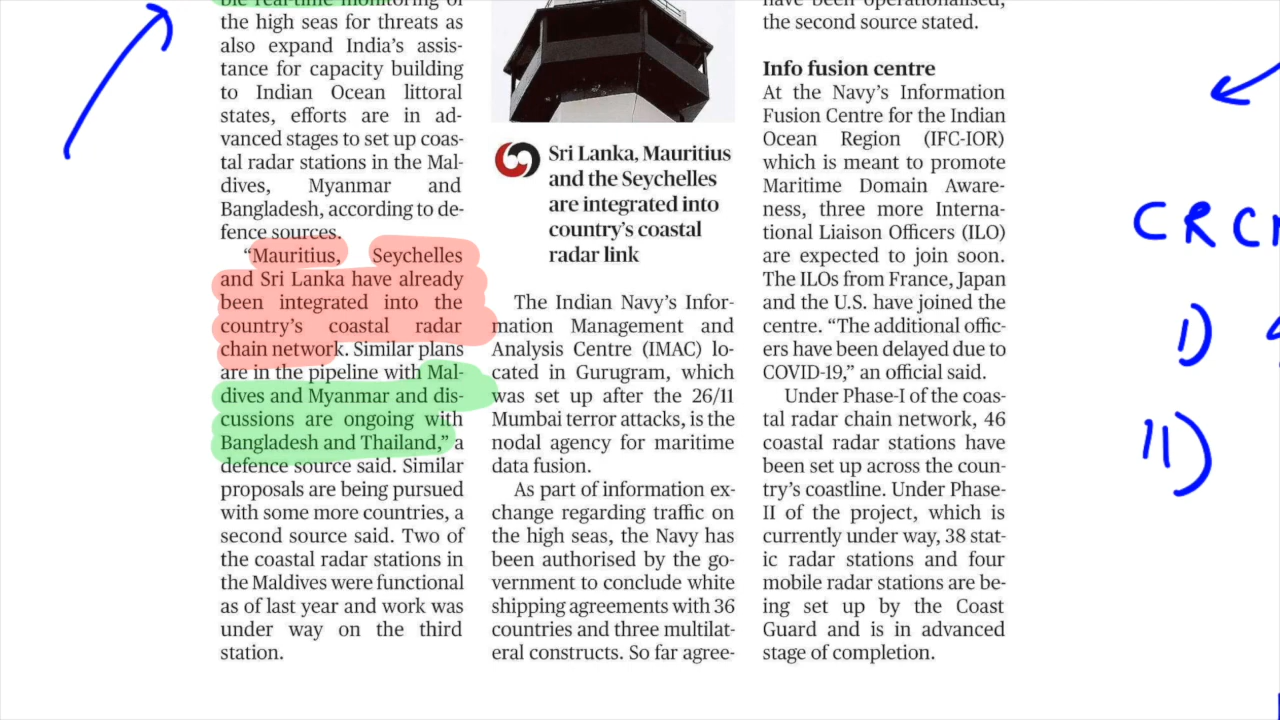 ble real-time monitoring of
the high seas for threats as
also expand India's assis-
tance for capacity building
to Indian Ocean littoral
states, efforts are in ad-
vanced stages to set up coas-
tal radar stations in the Mal-
dives, Myanmar and
Bangladesh, according to de-
fence sources.
"Mauritius, Seychelles
and Sri Lanka have already
been integrated into the
country's coastal radar
chain network. Similar plans
are in the pipeline with Mal-
dives and Myanmar and dis-
cussions are ongoing with
Bangladesh and Thailand," a
defence source said. Similar
proposals are being pursued
with some more countries, a
second source said. Two of
the coastal radar stations in
the Maldives were functional
as of last year and work was
under way on the third
station.
Sri Lanka, Mauritius
and the Seychelles
are integrated into
country's coastal
radar link
The Indian Navy's Infor-
mation Management and
Analysis Centre (IMAC) lo-
cated in Gurugram, which
was set up after the 26/11
Mumbai terror attacks, is the
nodal agency for maritime
data fusion.
As part of information ex-
change regarding traffic on
the high seas, the Navy has
been authorised by the go-
vernment to conclude white
shipping agreements with 36
countries and three multilat-
eral constructs. So far agree-
have been operationalised,
the second source stated.
Info fusion centre
At the Navy's Information
Fusion Centre for the Indian
Ocean Region (IFC-IOR)
which is meant to promote
Maritime Domain Aware-
ness, three more Interna-
tional Liaison Officers (ILO)
are expected to join soon.
The ILOs from France, Japan
and the U.S. have joined the
centre. "The additional offic-
ers have been delayed due to
COVID-19," an official said.
Under Phase-I of the coas-
tal radar chain network, 46
coastal radar stations have
been set up across the coun-
try's coastline. Under Phase-
II of the project, which is
currently under way, 38 stat-
ic radar stations and four
mobile radar stations are be-
ing set up by the Coast
Guard and is in advanced
stage of completion.
CRC
I)
II)